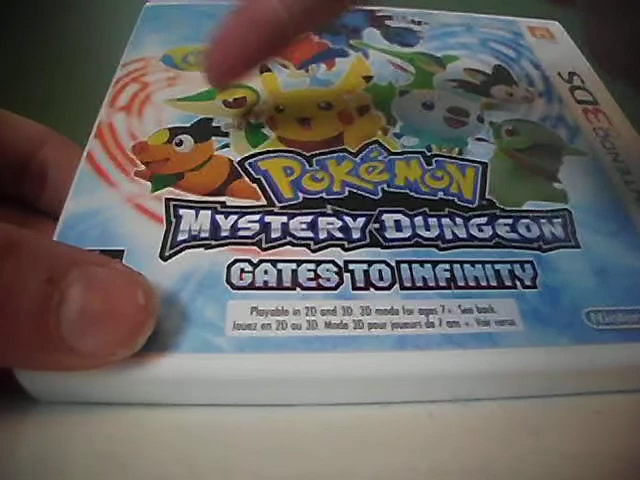 POKéMON
MYSTERY DUNGEON
GATES TO INFINITY
Playable in 2D and 3D. 3D mode for ages 7+. See back.
Jouez en 2D ou 3D. Mode 3D pour joueurs de 7 ans +. Voir verso.
NINTENDO 3DS
Nintendo